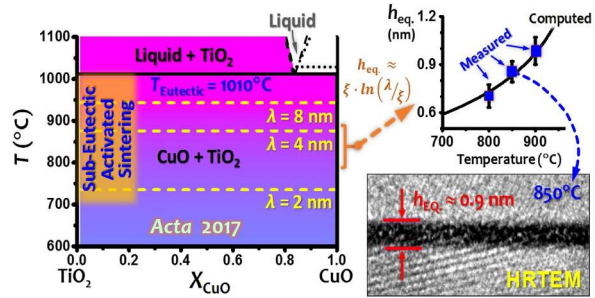 Liquid
Liquid + TiO2
TEutectic = 1010°C
λ = 8 nm
λ = 4 nm
CuO + TiO2
λ = 2 nm
Sub-Eutectic
Activated
Sintering
Acta 2017
T (°C)
1100
1000
900
800
700
600
0.0 0.2 0.4 0.6 0.8 1.0
TiO2 XCuO CuO
heq. ≈
ξ·ln(λ/ξ)
heq.
(nm)
1.2
0.9
0.6
Computed
Measured
700 800 900 1000
Temperature (°C)
850°C
hEQ. ≈ 0.9 nm
HRTEM